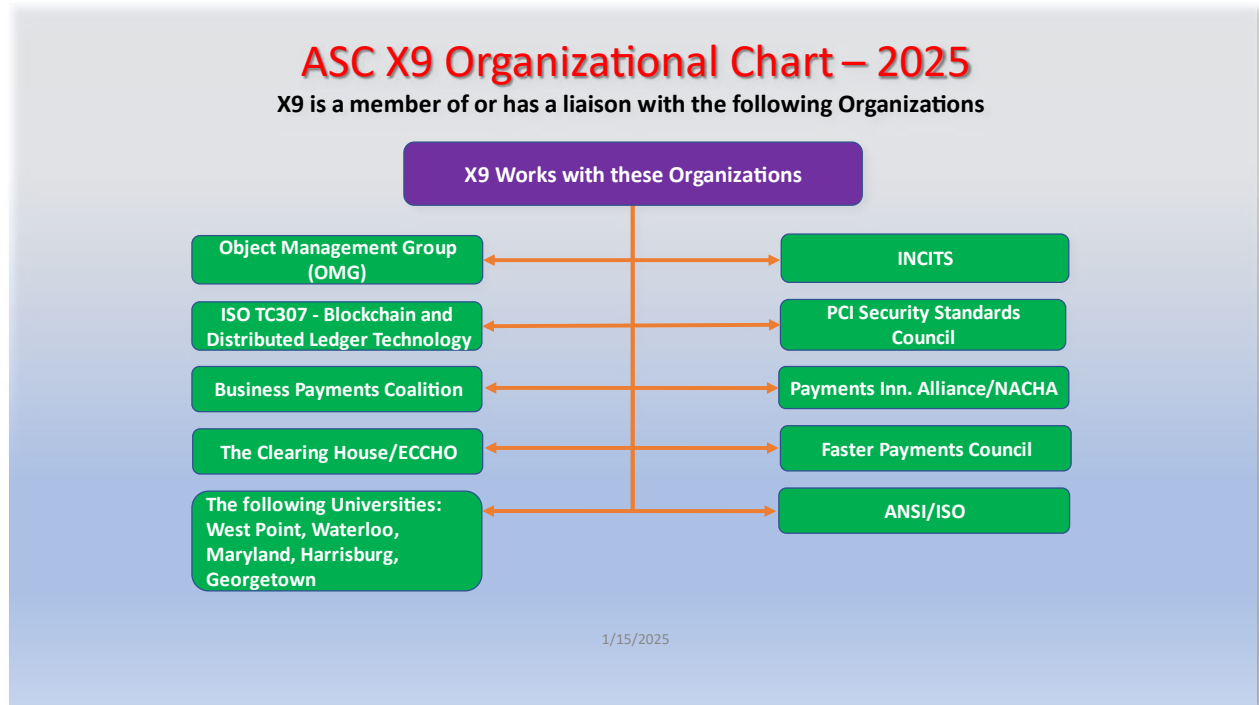 ASC X9 Organizational Chart – 2025
X9 is a member of or has a liaison with the following Organizations
X9 Works with these Organizations
Object Management Group
(OMG)
INCITS
ISO TC307 - Blockchain and
Distributed Ledger Technology
PCI Security Standards
Council
Business Payments Coalition
Payments Inn. Alliance/NACHA
The Clearing House/ECCHO
Faster Payments Council
The following Universities:
West Point, Waterloo,
Maryland, Harrisburg,
Georgetown
ANSI/ISO
1/15/2025